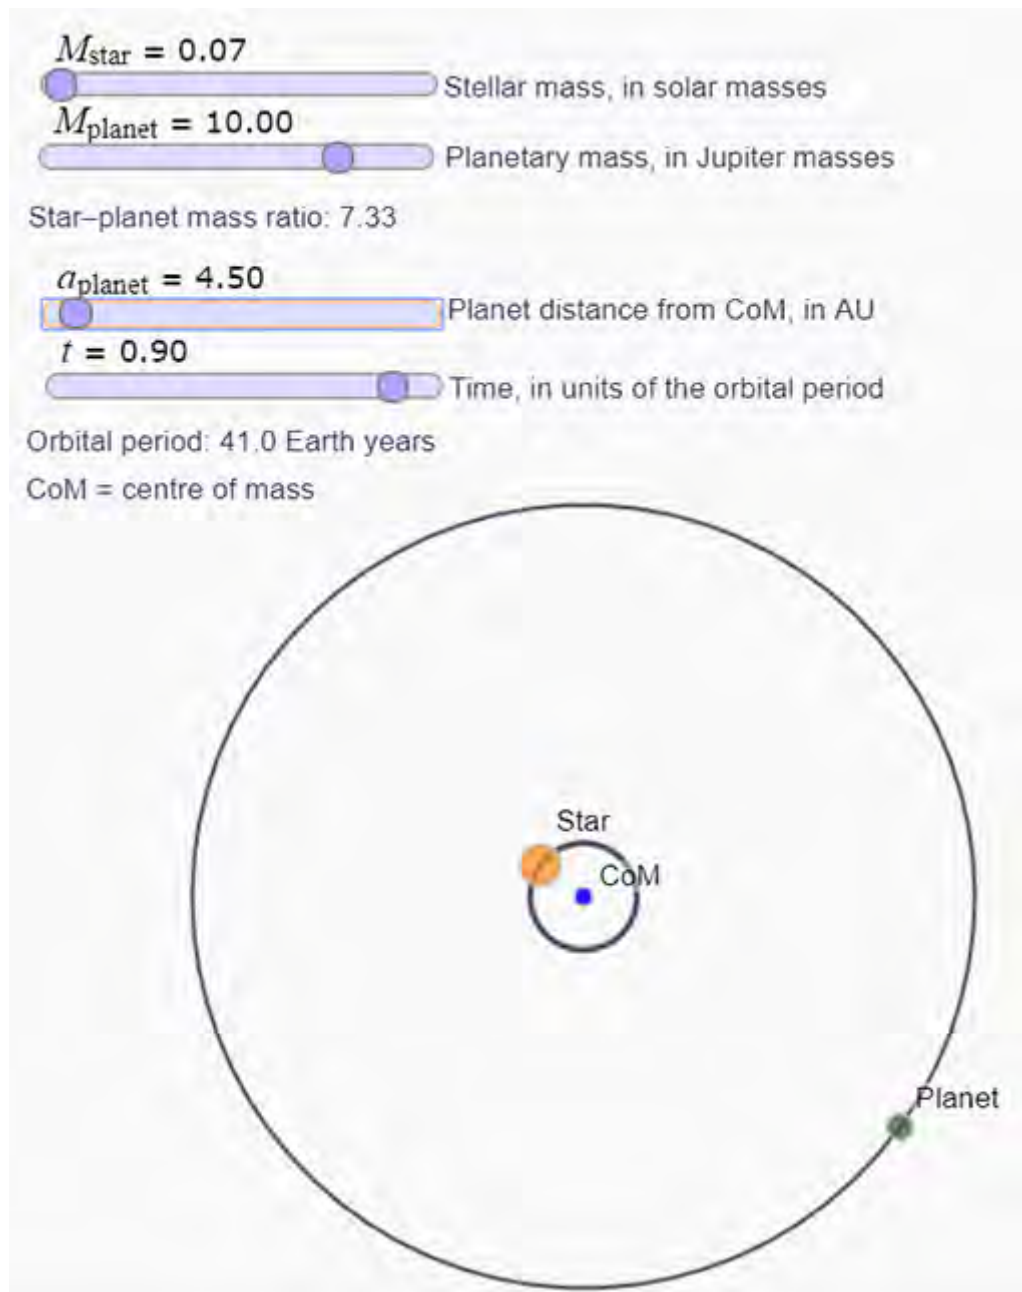 Mstar = 0.07
Stellar mass, in solar masses
Mplanet = 10.00
Planetary mass, in Jupiter masses
Star–planet mass ratio: 7.33
aplanet = 4.50
Planet distance from CoM, in AU
t = 0.90
Time, in units of the orbital period
Orbital period: 41.0 Earth years
CoM = centre of mass
Star
CoM
Planet